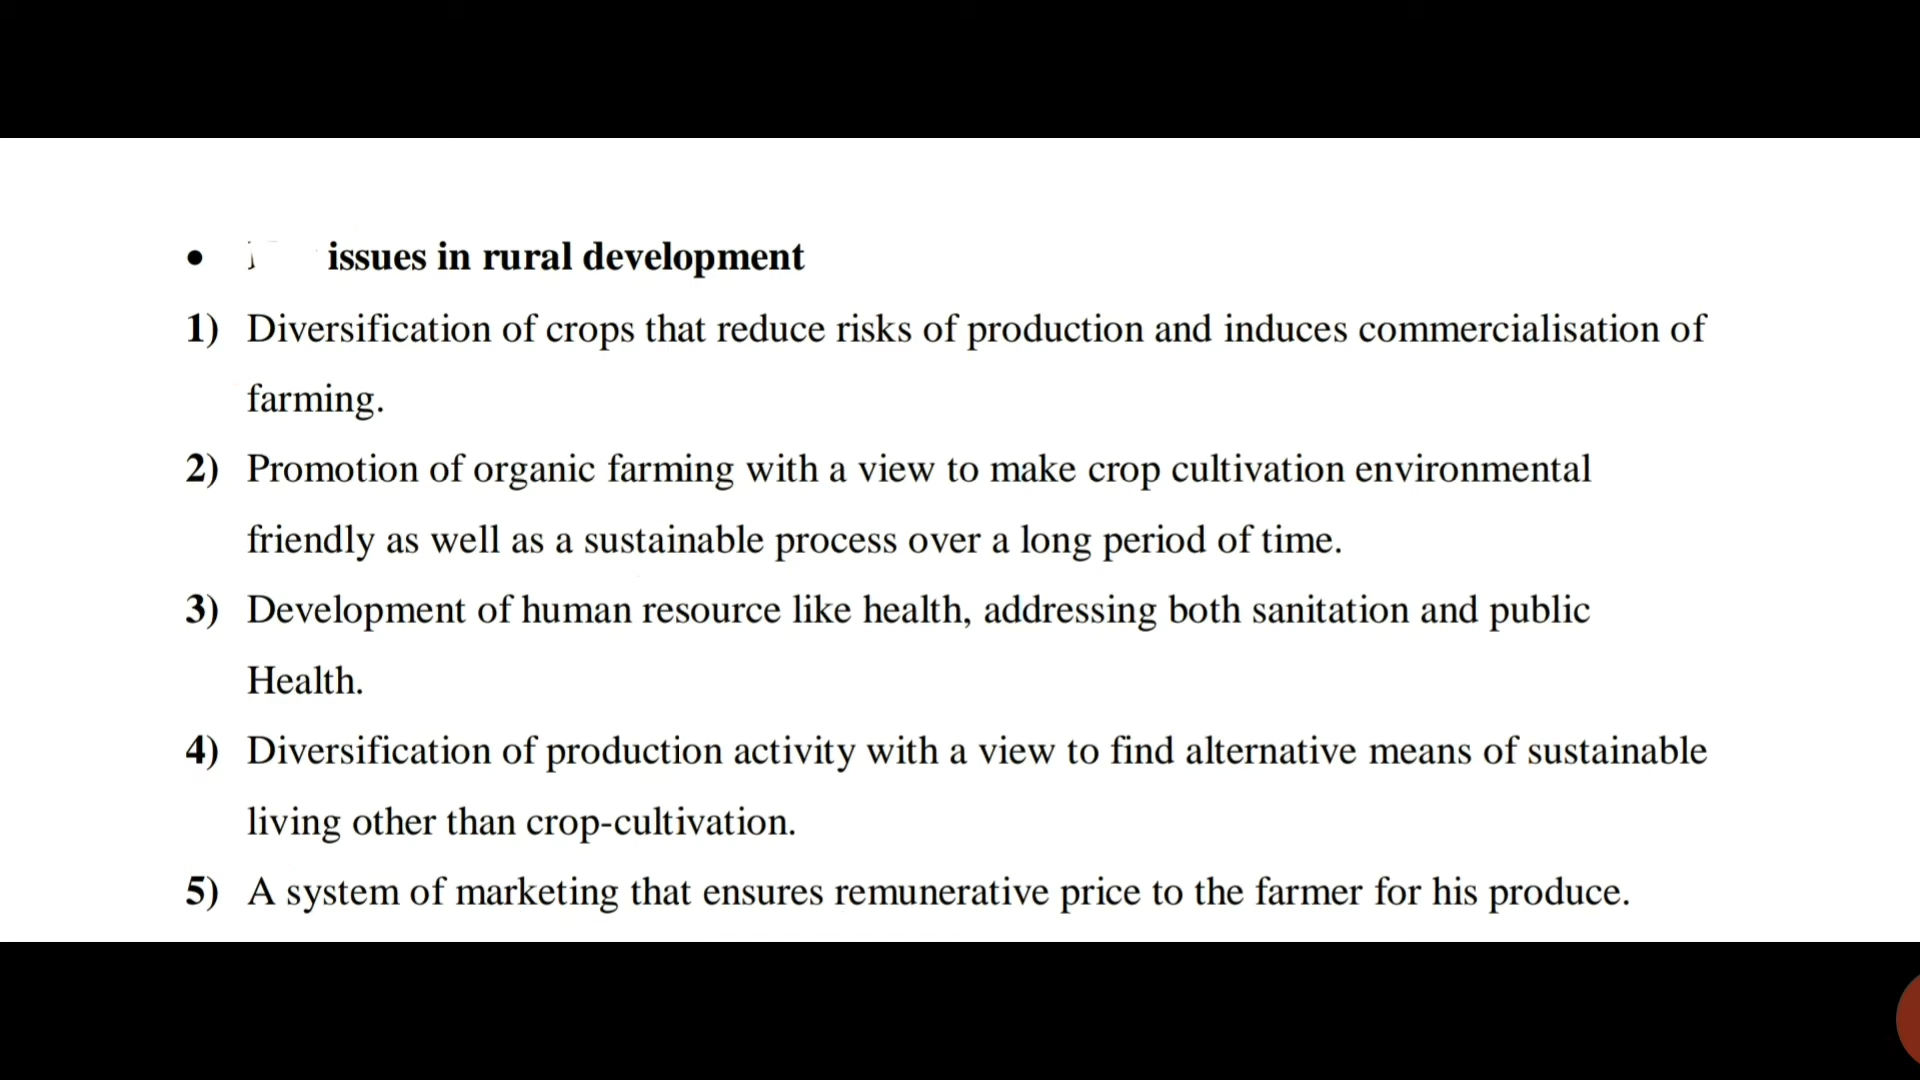 • issues in rural development
1) Diversification of crops that reduce risks of production and induces commercialisation of
farming.
2) Promotion of organic farming with a view to make crop cultivation environmental
friendly as well as a sustainable process over a long period of time.
3) Development of human resource like health, addressing both sanitation and public
Health.
4) Diversification of production activity with a view to find alternative means of sustainable
living other than crop-cultivation.
5) A system of marketing that ensures remunerative price to the farmer for his produce.